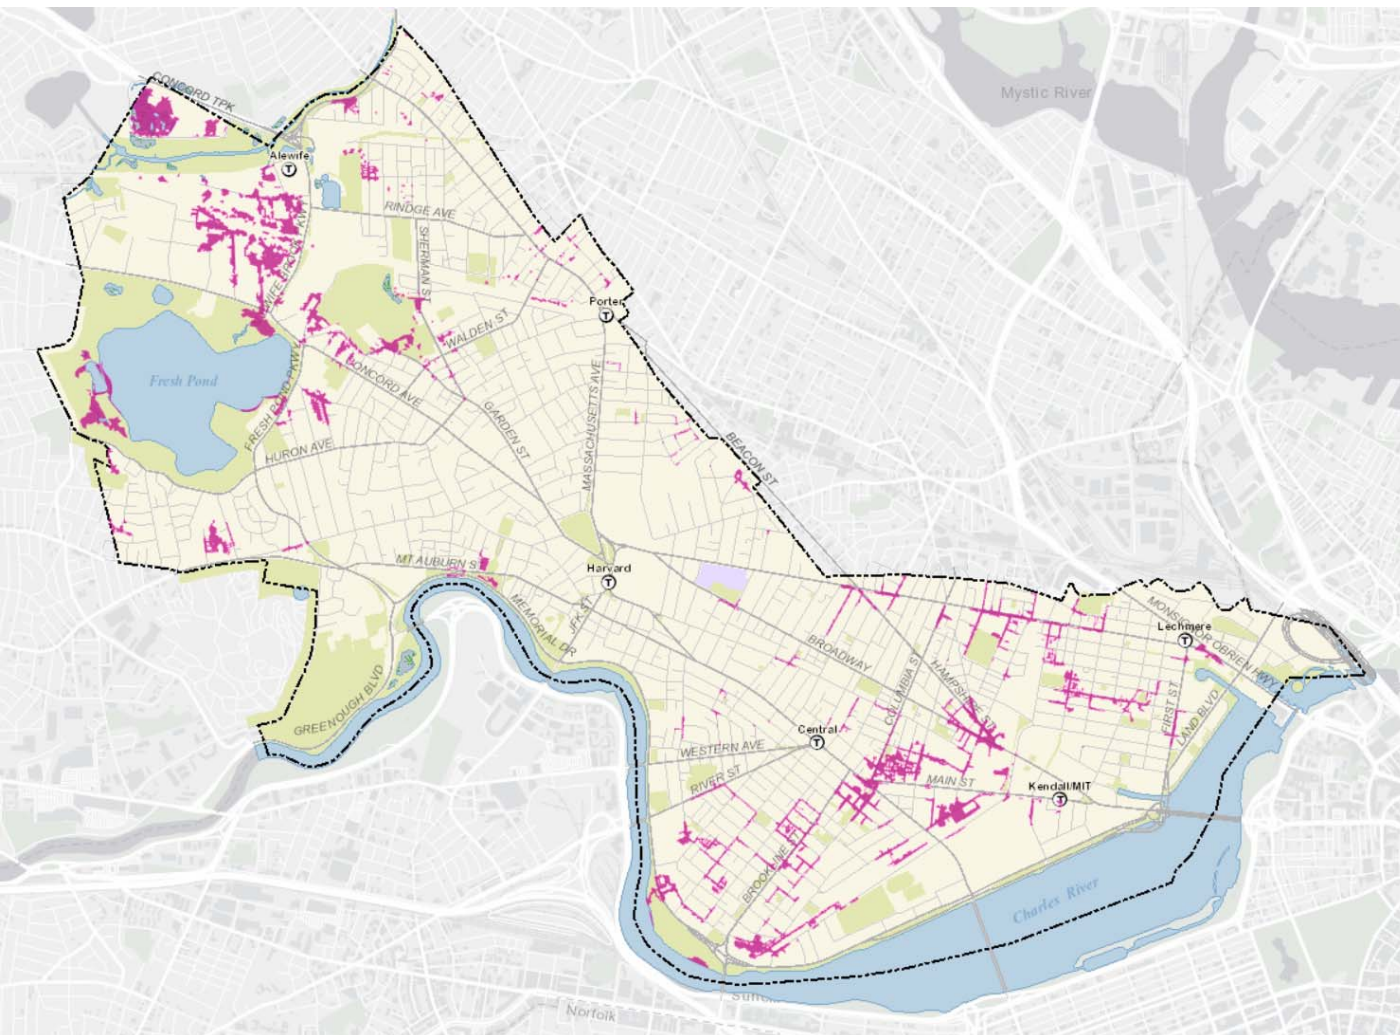 Mystic River
CONCORD TPK
Alewife
T
RINDGE AVE
SHERMAN ST
Porter
T
WALDEN ST
Fresh Pond
FRESH POND PKWY
CONCORD AVE
GARDEN ST
MASSACHUSETTS AVE
HURON AVE
BEACON ST
MT AUBURN ST
Harvard
T
MEMORIAL DR
JFK ST
MONSIGNOR OBRIEN HWY
Lechmere
T
BROADWAY
COLUMBIA ST
HAMPSHIRE ST
GREENOUGH BLVD
FIRST ST
LAND BLVD
Central
T
WESTERN AVE
RIVER ST
MAIN ST
Kendall/MIT
T
BROOKLINE ST
Charles River
Norfolk